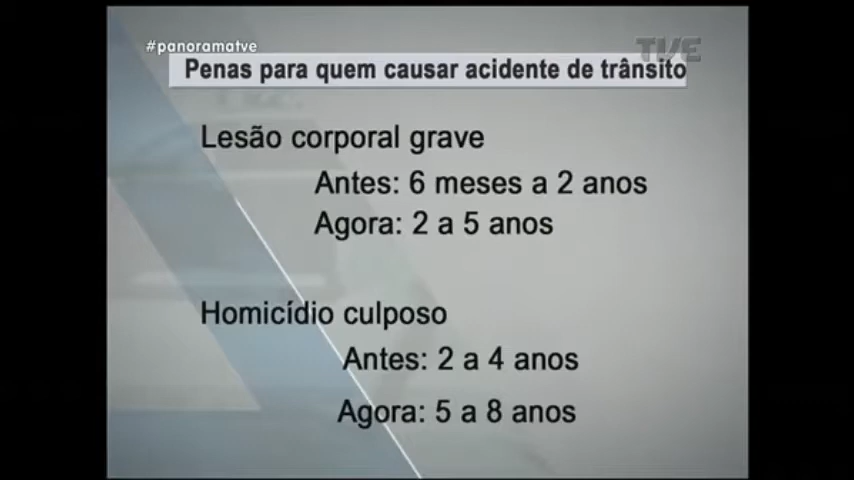 #panoramatve
TVE
Penas para quem causar acidente de trânsito
Lesão corporal grave
Antes: 6 meses a 2 anos
Agora: 2 a 5 anos
Homicídio culposo
Antes: 2 a 4 anos
Agora: 5 a 8 anos